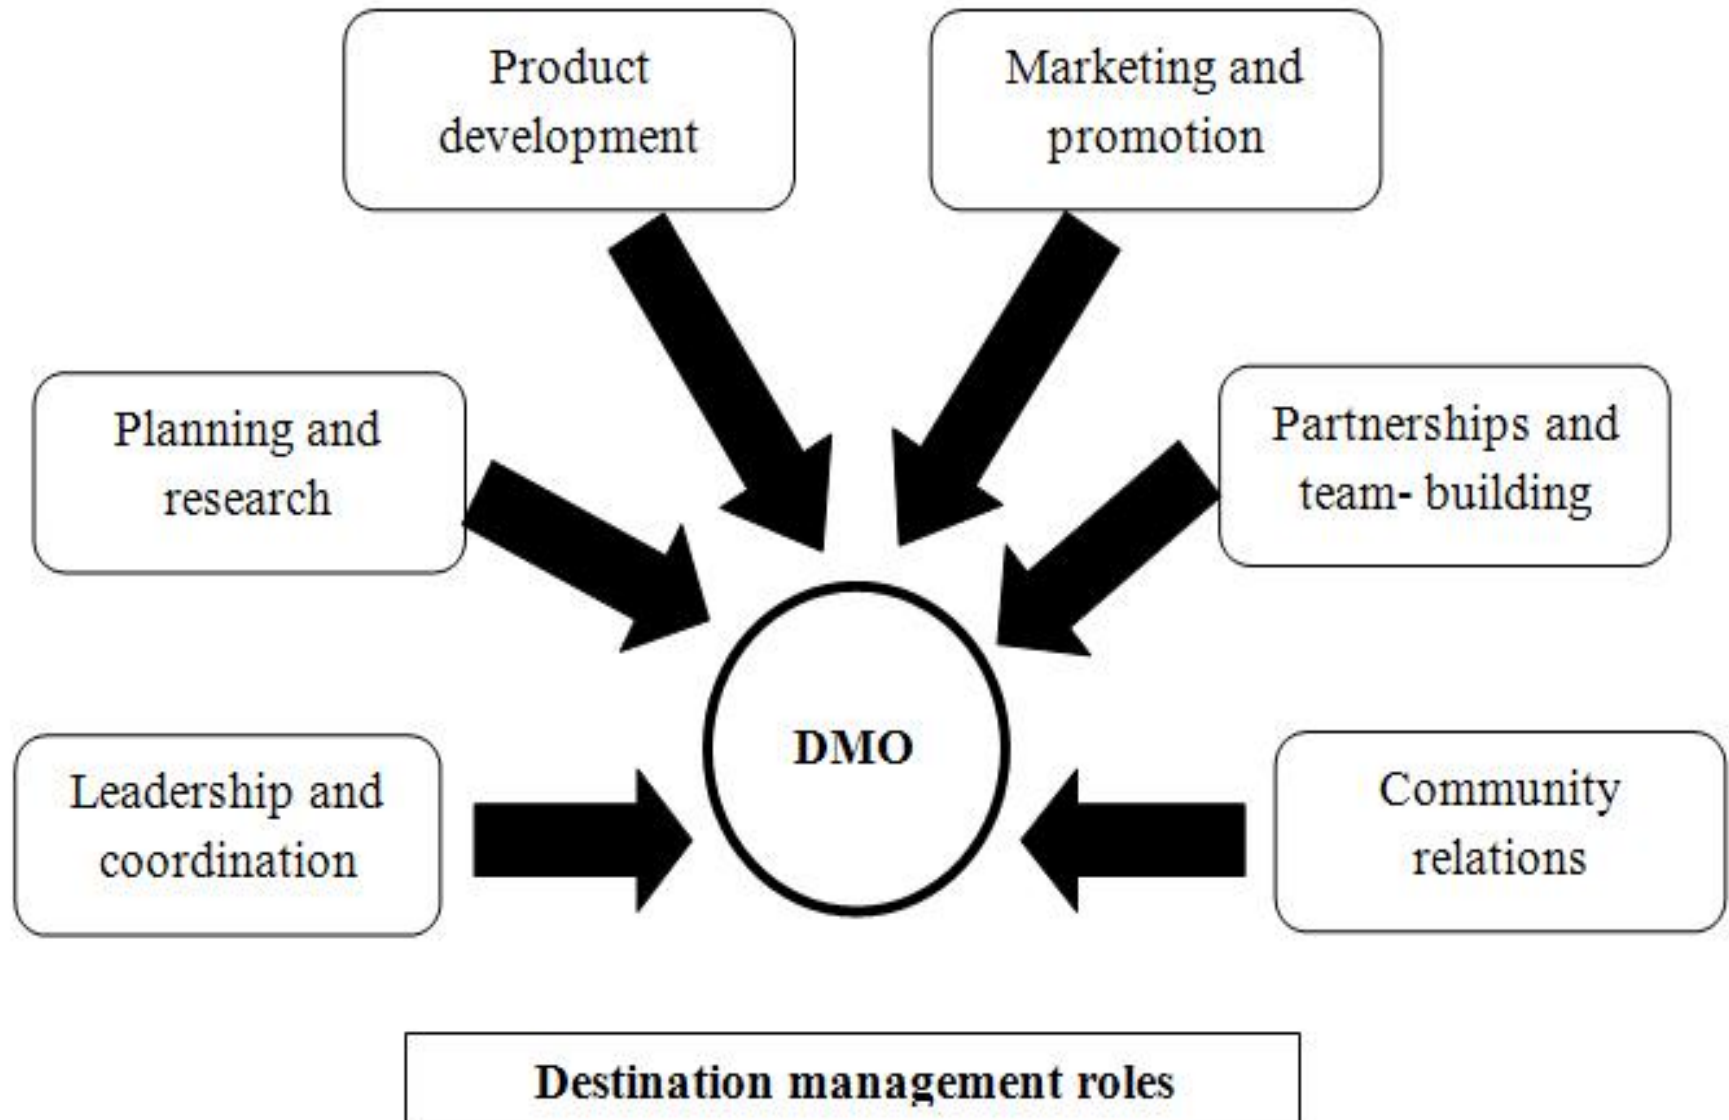 Product
development
Marketing and
promotion
Planning and
research
Partnerships and
team- building
DMO
Leadership and
coordination
Community
relations
Destination management roles